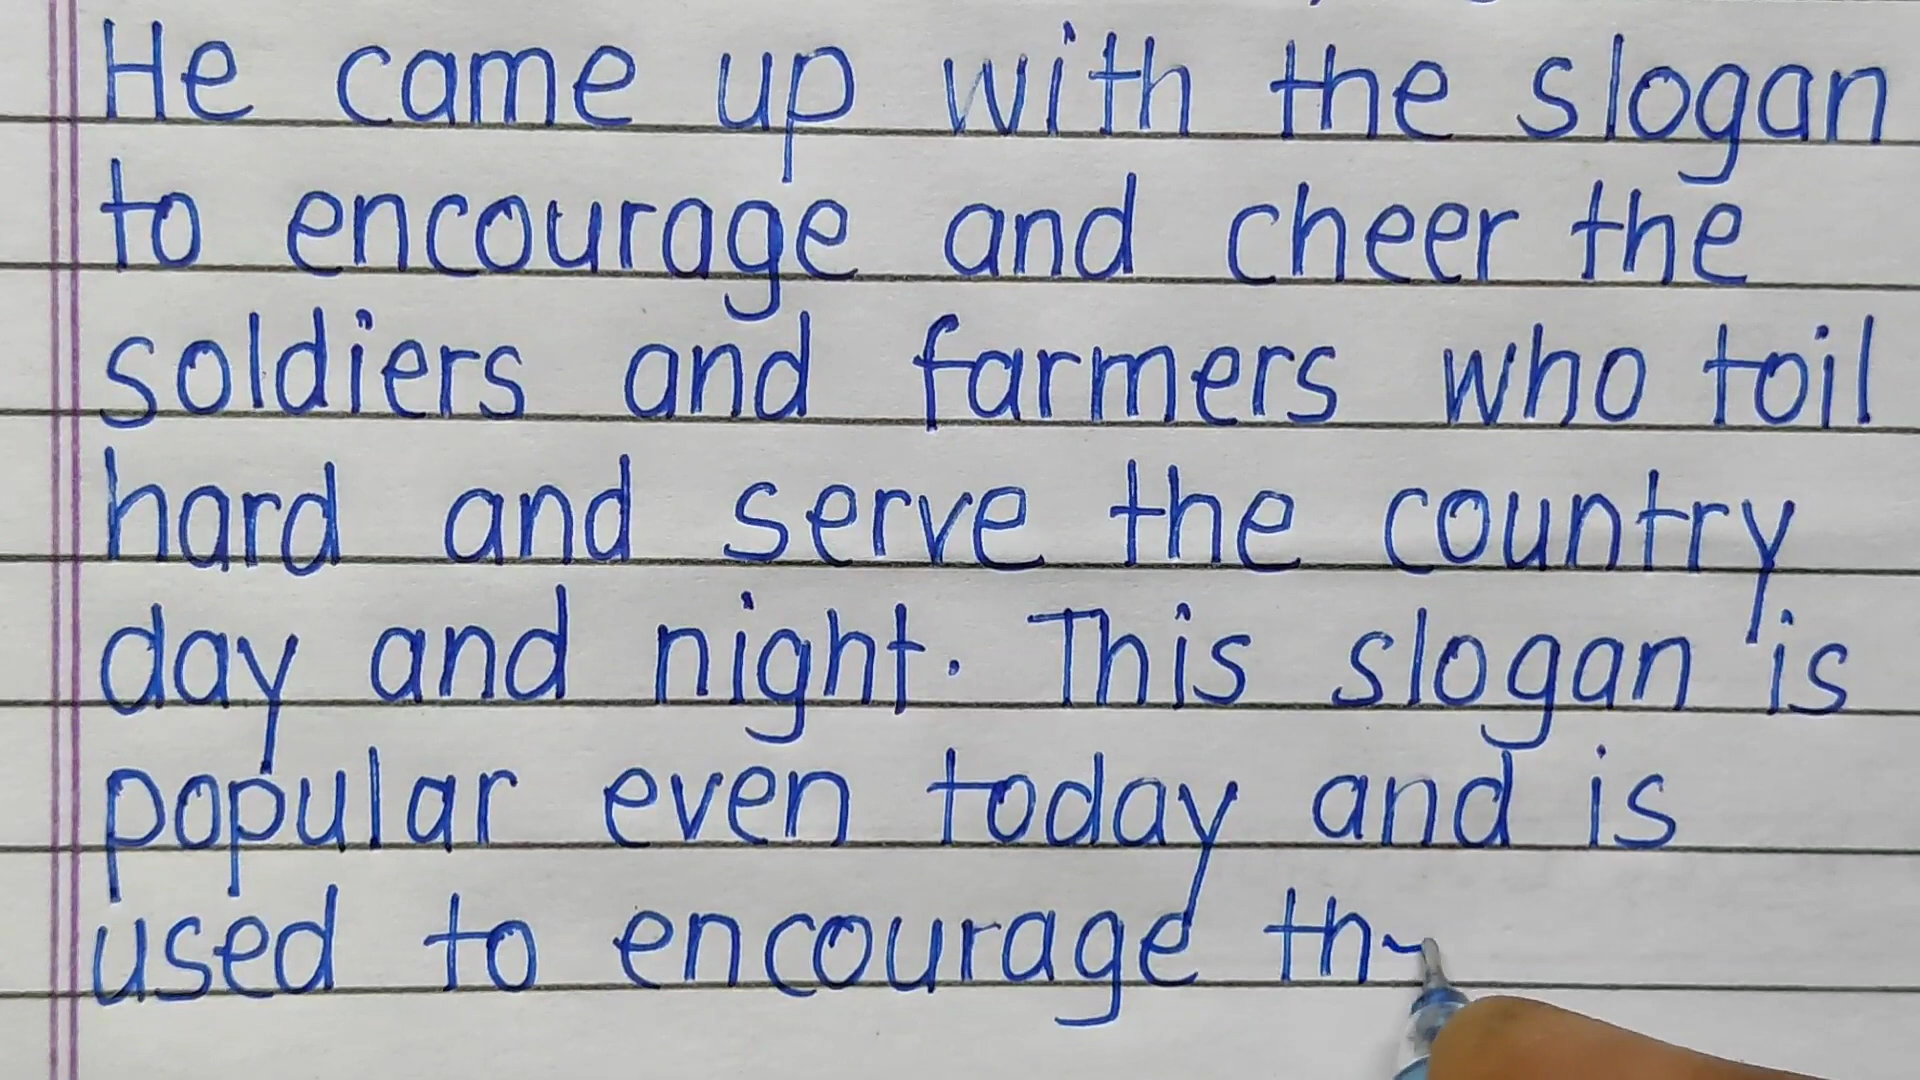 He came up with the slogan
to encourage and cheer the
soldiers and farmers who toil
hard and serve the country
day and night. This slogan is
popular even today and is
used to encourage th